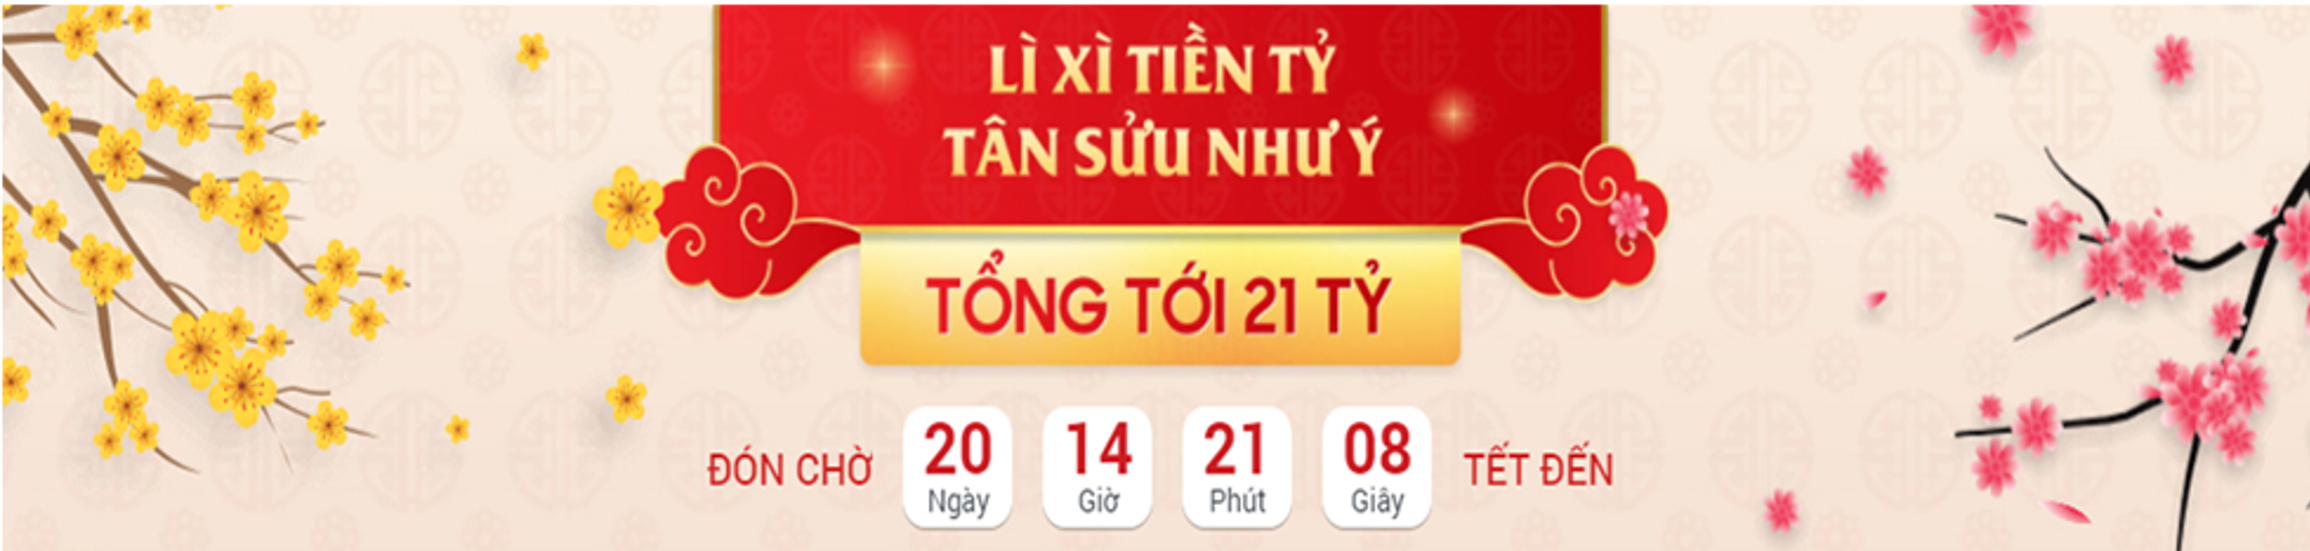 LÌ XÌ TIỀN TỶ
TÂN SỬU NHƯ Ý
TỔNG TỚI 21 TỶ
ĐÓN CHỜ 20 Ngày 14 Giờ 21 Phút 08 Giây TẾT ĐẾN